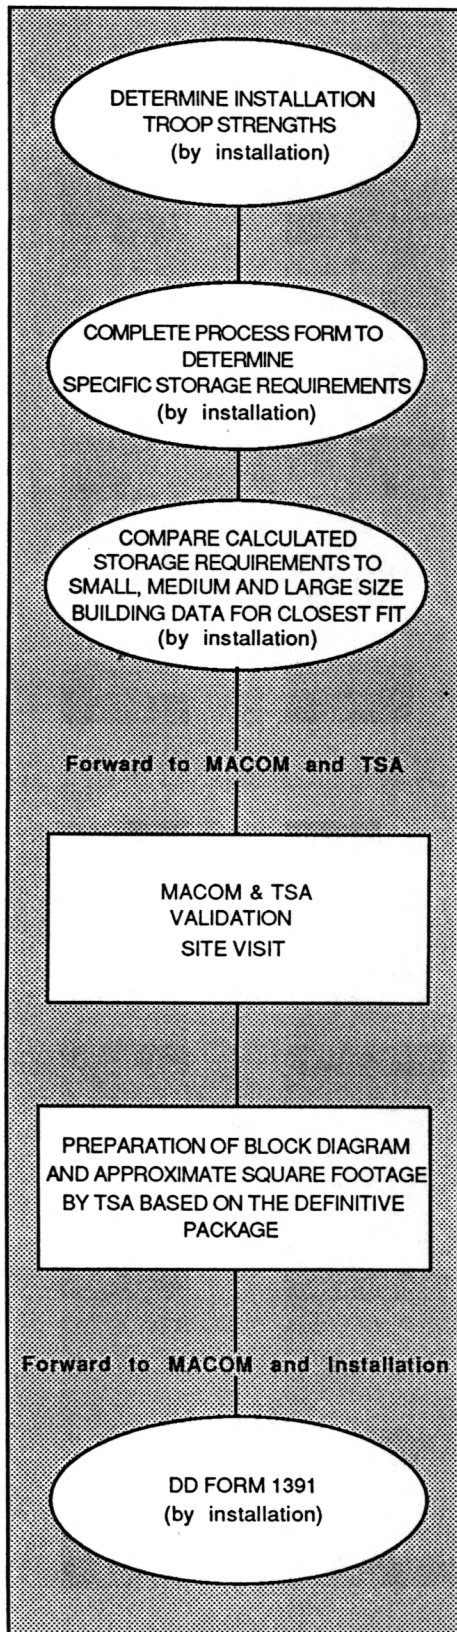 DETERMINE INSTALLATION
TROOP STRENGTHS
(by installation)
COMPLETE PROCESS FORM TO
DETERMINE
SPECIFIC STORAGE REQUIREMENTS
(by installation)
COMPARE CALCULATED
STORAGE REQUIREMENTS TO
SMALL, MEDIUM AND LARGE SIZE
BUILDING DATA FOR CLOSEST FIT
(by installation)
Forward to MACOM and TSA
MACOM & TSA
VALIDATION
SITE VISIT
PREPARATION OF BLOCK DIAGRAM
AND APPROXIMATE SQUARE FOOTAGE
BY TSA BASED ON THE DEFINITIVE
PACKAGE
Forward to MACOM and Installation
DD FORM 1391
(by installation)